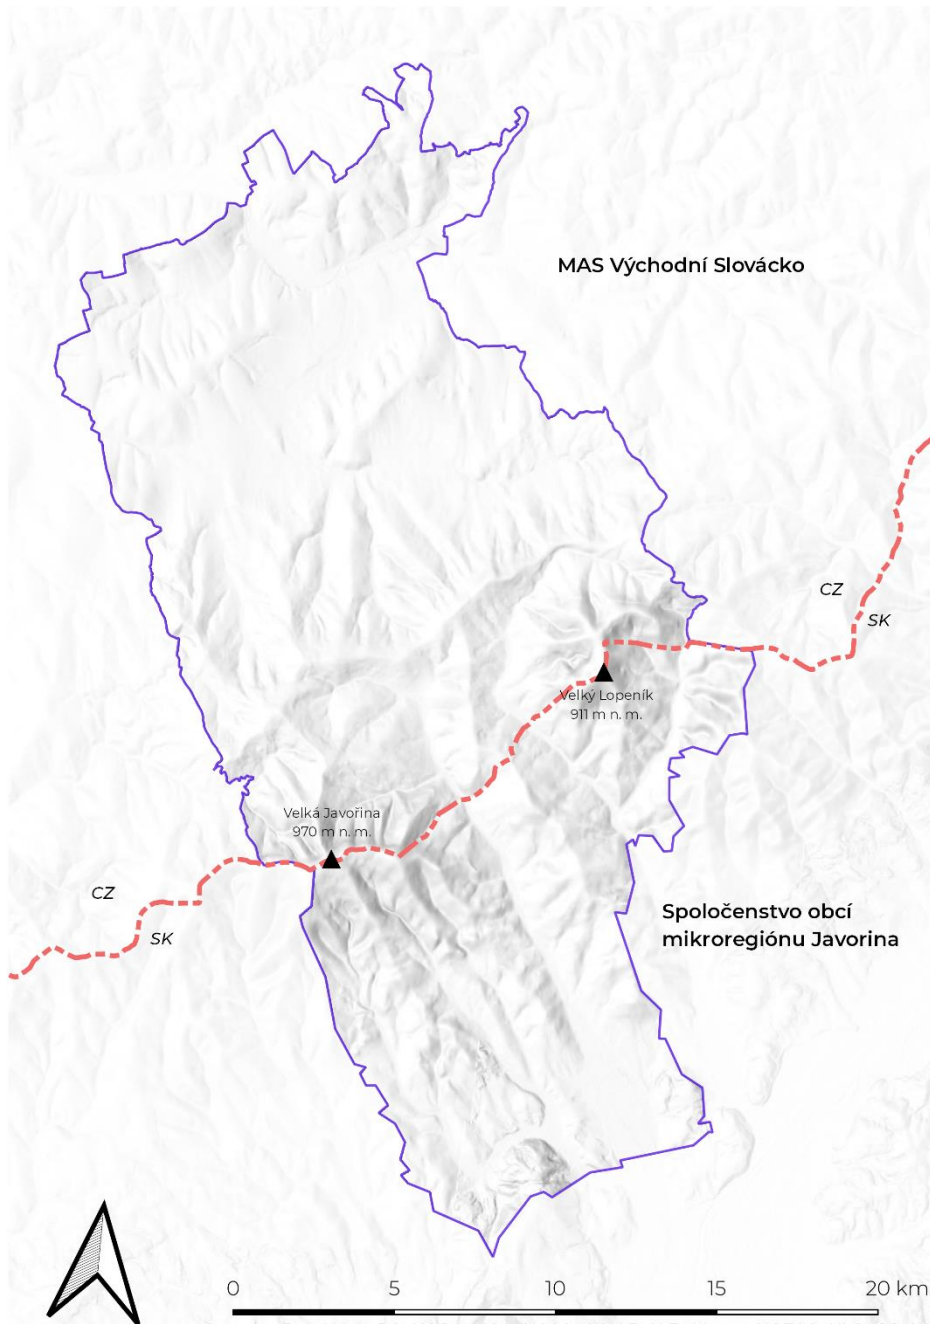 MAS Východní Slovácko
CZ
SK
Velký Lopeník
911 m n. m.
Velká Javořina
970 m n. m.
CZ
SK
Spoločenstvo obcí
mikroregiónu Javorina
0 5 10 15 20 km